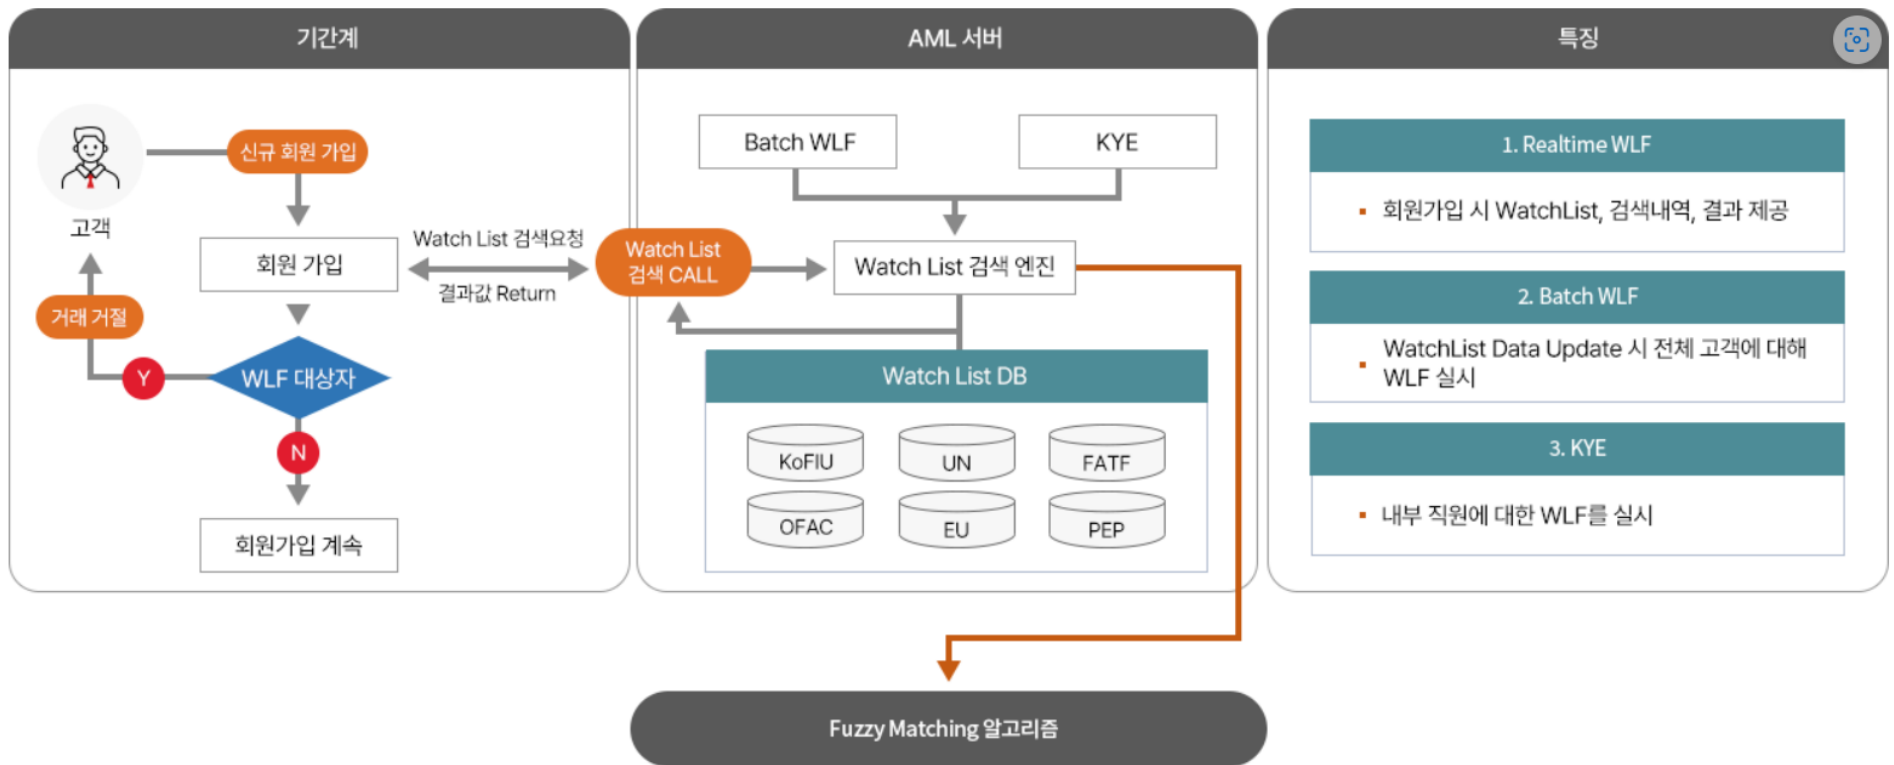 기간계
고객
신규 회원 가입
회원 가입
거래 거절
WLF 대상자
Y
N
회원가입 계속
Watch List 검색요청
결과값 Return
AML 서버
Batch WLF
KYE
Watch List
검색 CALL
Watch List 검색 엔진
Watch List DB
KoFIU
UN
FATF
OFAC
EU
PEP
특징
1. Realtime WLF
▪ 회원가입 시 WatchList, 검색내역, 결과 제공
2. Batch WLF
▪ WatchList Data Update 시 전체 고객에 대해
WLF 실시
3. KYE
▪ 내부 직원에 대한 WLF를 실시
Fuzzy Matching 알고리즘